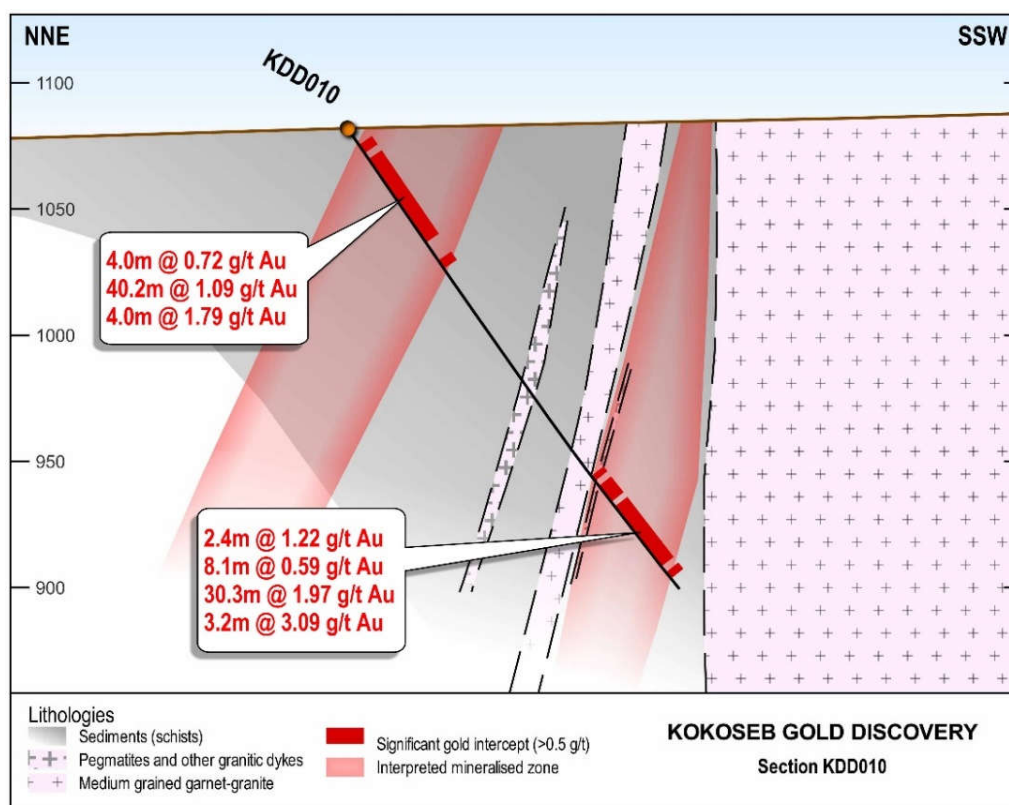 NNE
SSW
KDD010
1100
1050
1000
950
900
4.0m @ 0.72 g/t Au
40.2m @ 1.09 g/t Au
4.0m @ 1.79 g/t Au
2.4m @ 1.22 g/t Au
8.1m @ 0.59 g/t Au
30.3m @ 1.97 g/t Au
3.2m @ 3.09 g/t Au
Lithologies
Sediments (schists)
Pegmatites and other granitic dykes
Medium grained garnet-granite
Significant gold intercept (>0.5 g/t)
Interpreted mineralised zone
KOKOSEB GOLD DISCOVERY
Section KDD010